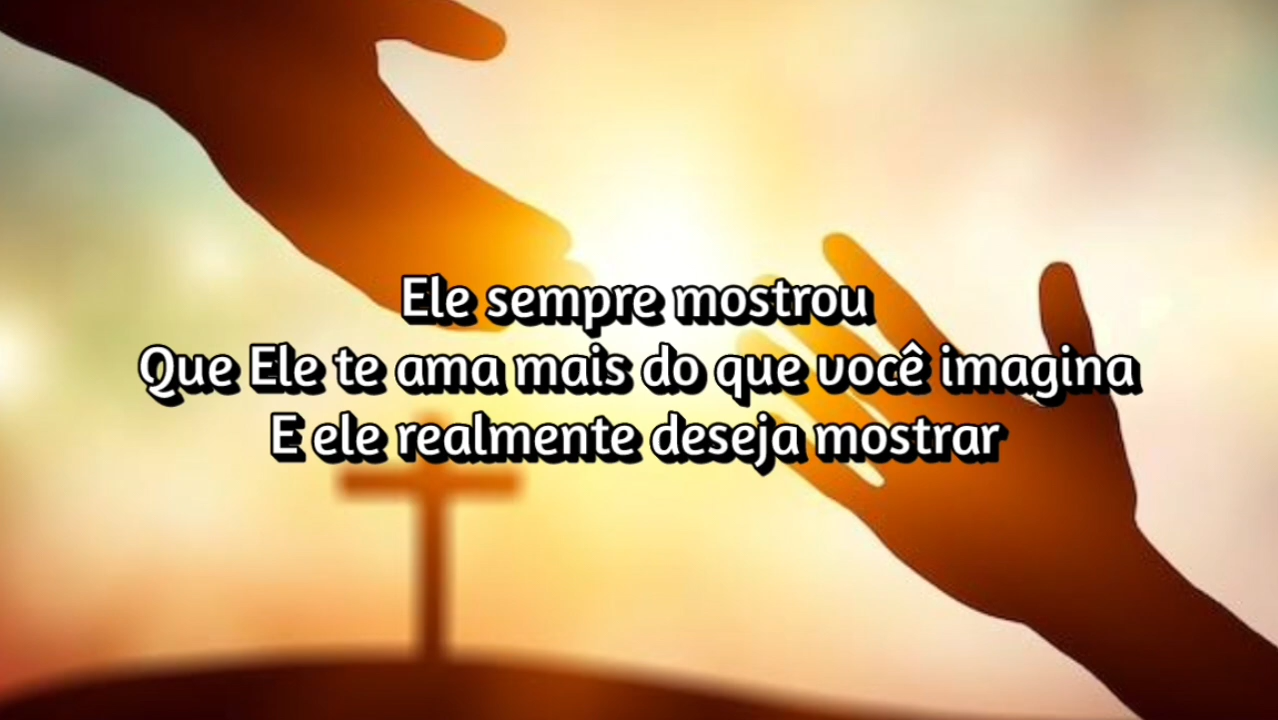 Ele sempre mostrou
Que Ele te ama mais do que você imagina
E ele realmente deseja mostrar